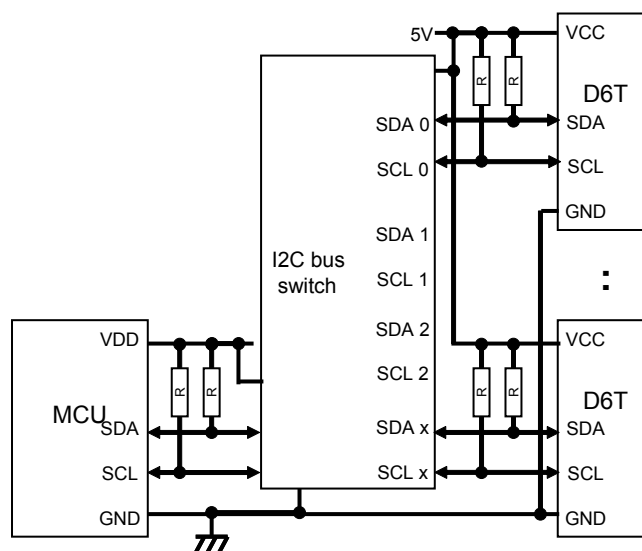 5V
VCC
D6T
SDA
SCL
GND
R
R
SDA 0
SCL 0
SDA 1
SCL 1
SDA 2
SCL 2
SDA x
SCL x
I2C bus
switch
:
VDD
MCU
SDA
SCL
GND
R
R
VCC
D6T
SDA
SCL
GND
R
R